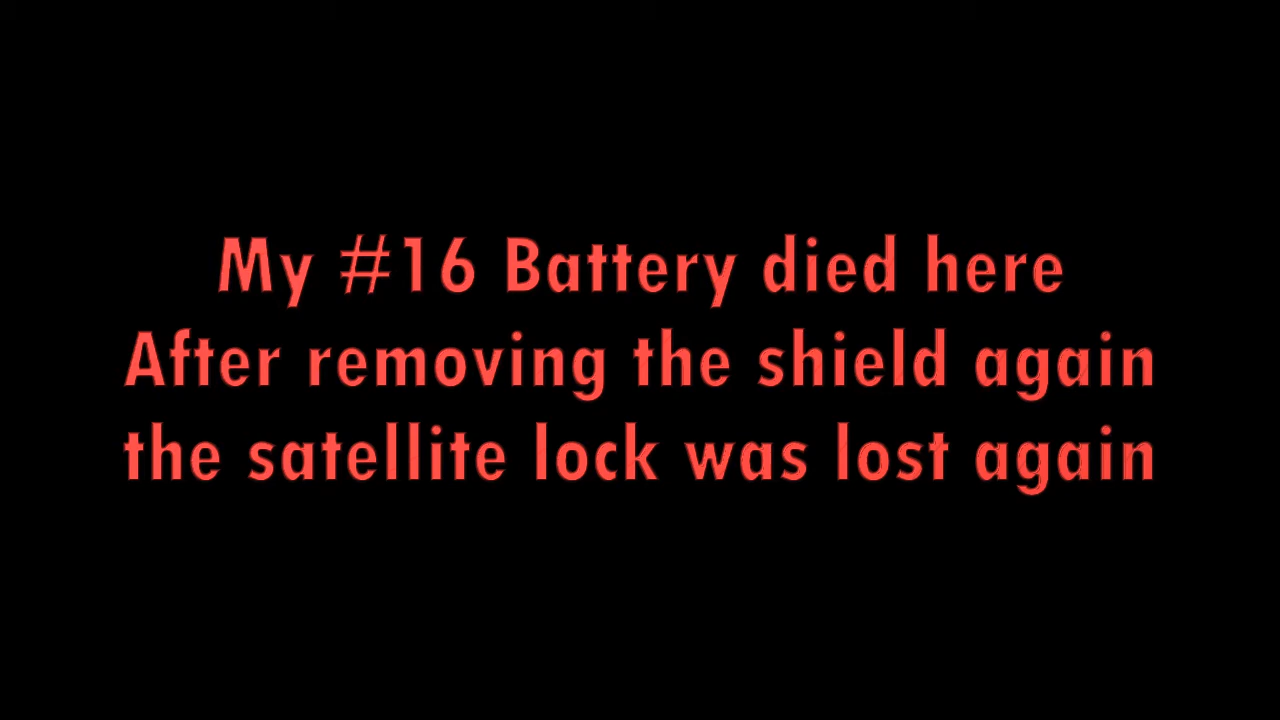 My #16 Battery died here
After removing the shield again
the satellite lock was lost again